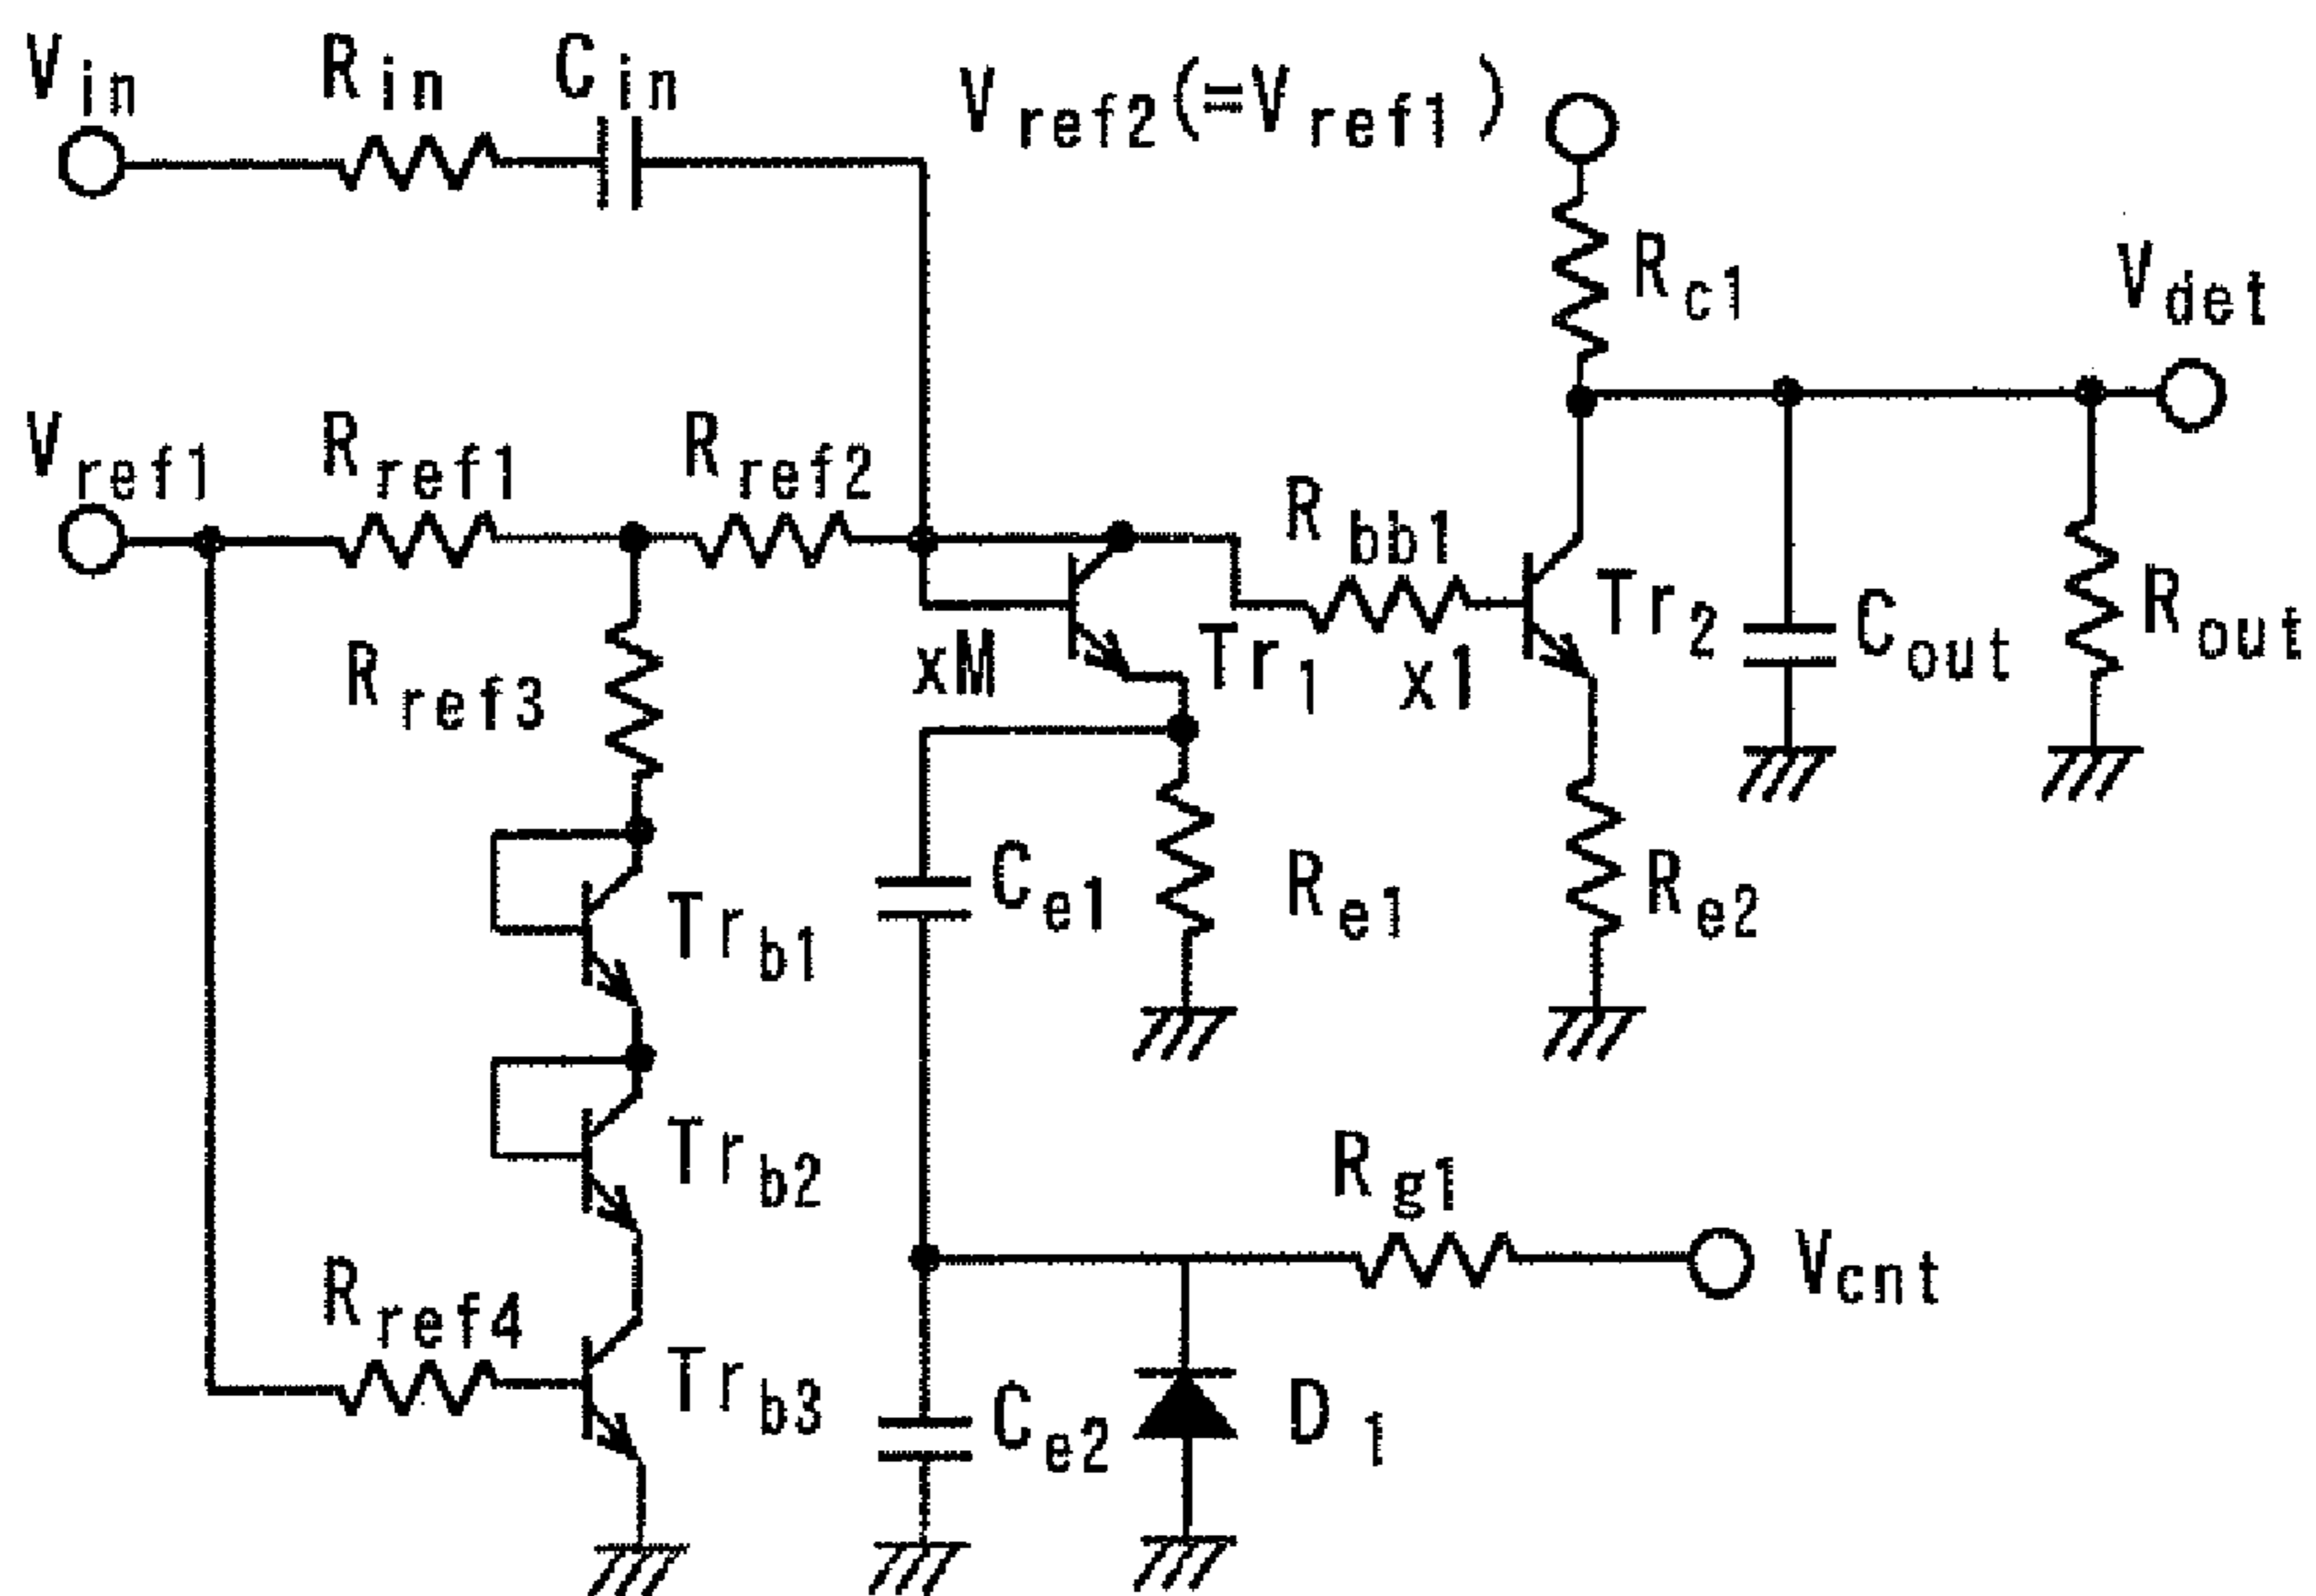 Vin
Rin
Cin
Vref2(=Vref1)
Rc1
Vdet
Vref1
Rref1
Rref2
Rbb1
Tr2
Cout
Rout
Rref3
xM
Tr1
x1
Ce1
Re1
Re2
Trb1
Trb2
Rg1
Vcnt
Rref4
Trb3
Ce2
D1